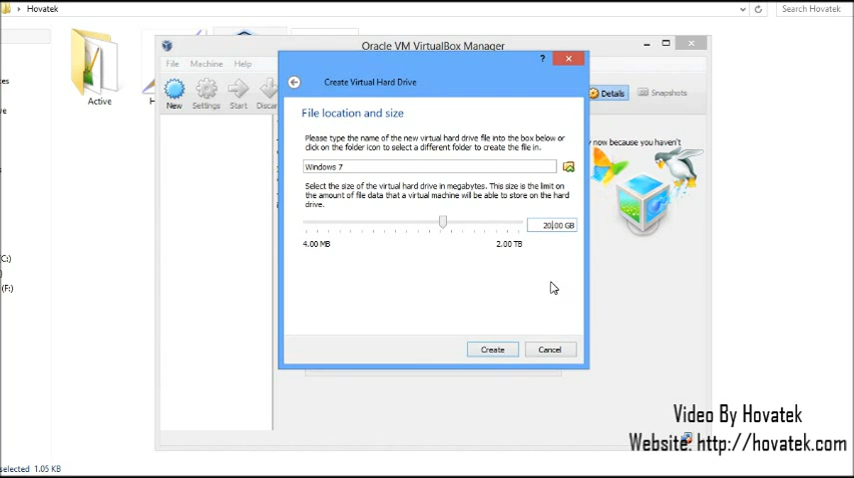 Hovatek
Search Hovatek
Oracle VM VirtualBox Manager
File Machine Help
?
Create Virtual Hard Drive
New Settings Start Discar
Details Snapshots
Active
File location and size
Please type the name of the new virtual hard drive file into the box below or
click on the folder icon to select a different folder to create the file in.
now because you haven't
Windows 7
Select the size of the virtual hard drive in megabytes. This size is the limit on
the amount of file data that a virtual machine will be able to store on the hard
drive.
20.00 GB
4.00 MB 2.00 TB
(C:)
(F:)
Create Cancel
Video By Hovatek
Website: http://hovatek.com
selected 1.05 KB